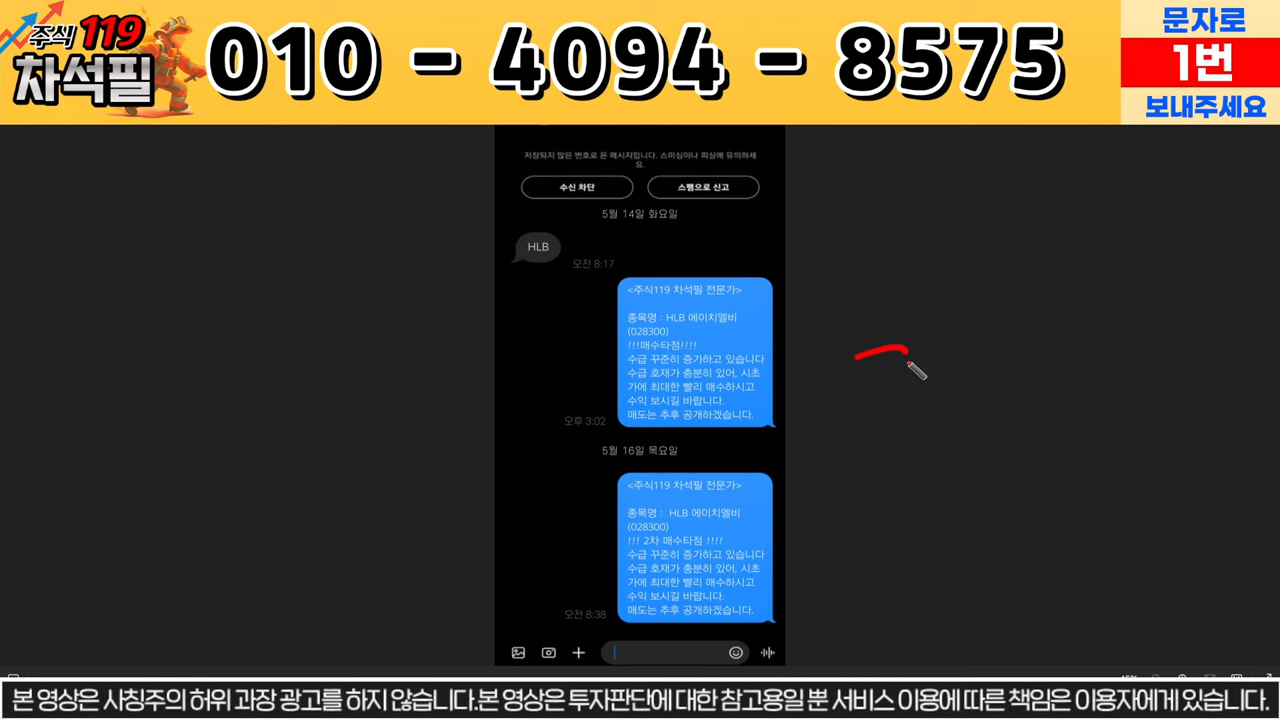 주식 119
차석필
010 - 4094 - 8575
문자로
1번
보내주세요
저장되지 않은 번호로 온 메시지입니다. 스미싱이나 피싱에 유의하세
요.
수신 차단
스팸으로 신고
5월 14일 화요일
HLB
오전 8:17
<주식119 차석필 전문가>
종목명 : HLB 에이치엘비
(028300)
!!!매수타점!!!!
수급 꾸준히 증가하고 있습니다
수급 호재가 충분히 있어, 시초
가에 최대한 빨리 매수하시고
수익 보시길 바랍니다.
매도는 추후 공개하겠습니다.
오후 3:02
5월 16일 목요일
<주식119 차석필 전문가>
종목명 : HLB 에이치엘비
(028300)
!!! 2차 매수타점 !!!!
수급 꾸준히 증가하고 있습니다
수급 호재가 충분히 있어, 시초
가에 최대한 빨리 매수하시고
수익 보시길 바랍니다.
매도는 추후 공개하겠습니다.
오전 8:38
본 영상은 사칭주의 허위 과장 광고를 하지 않습니다.본 영상은 투자판단에 대한 참고용일 뿐 서비스 이용에 따른 책임은 이용자에게 있습니다.